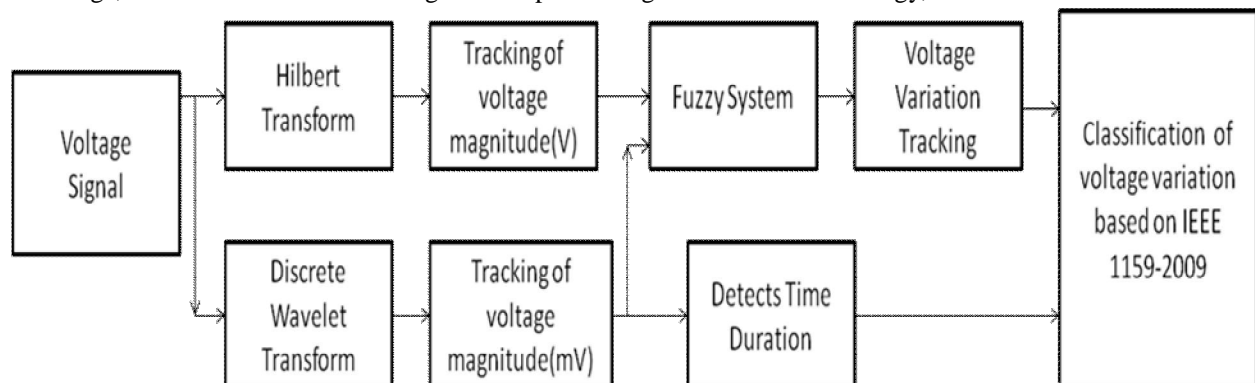 Voltage
Signal
Hilbert
Transform
Tracking of
voltage
magnitude(V)
Fuzzy System
Voltage
Variation
Tracking
Discrete
Wavelet
Transform
Tracking of
voltage
magnitude(mV)
Detects Time
Duration
Classification of
voltage variation
based on IEEE
1159-2009